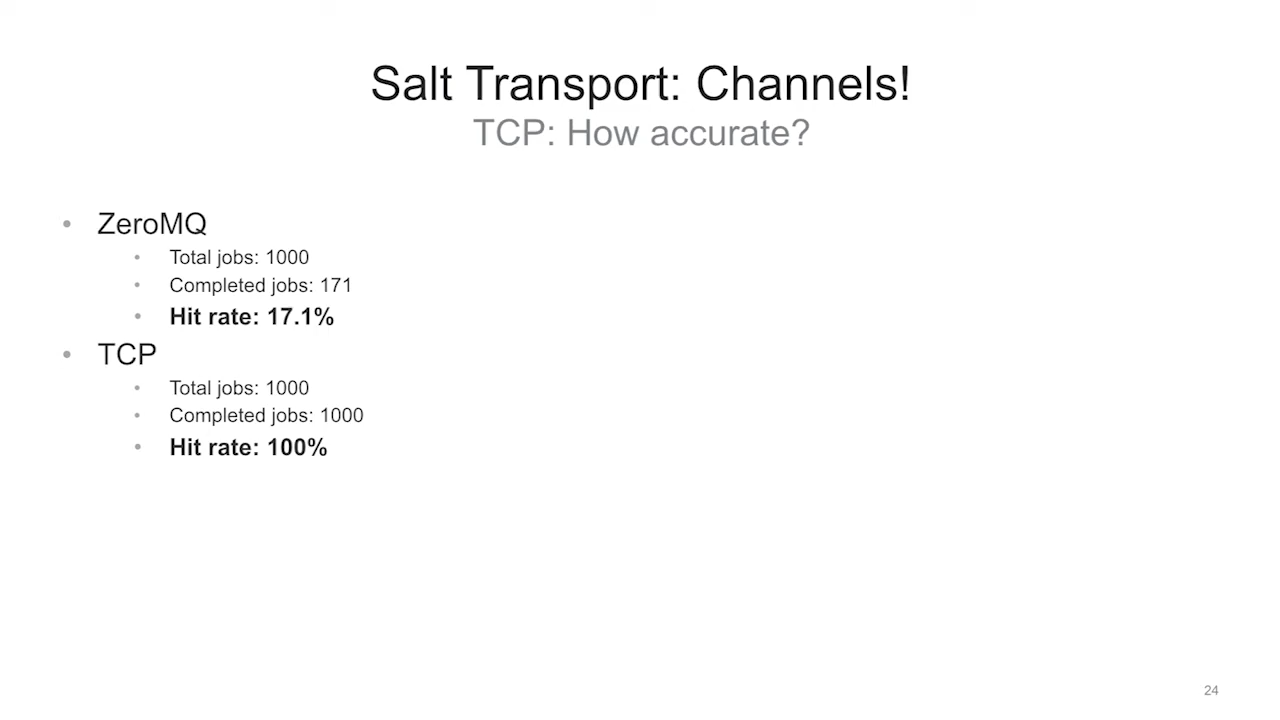 Salt Transport: Channels!
TCP: How accurate?
• ZeroMQ
• Total jobs: 1000
• Completed jobs: 171
• Hit rate: 17.1%
• TCP
• Total jobs: 1000
• Completed jobs: 1000
• Hit rate: 100%
24